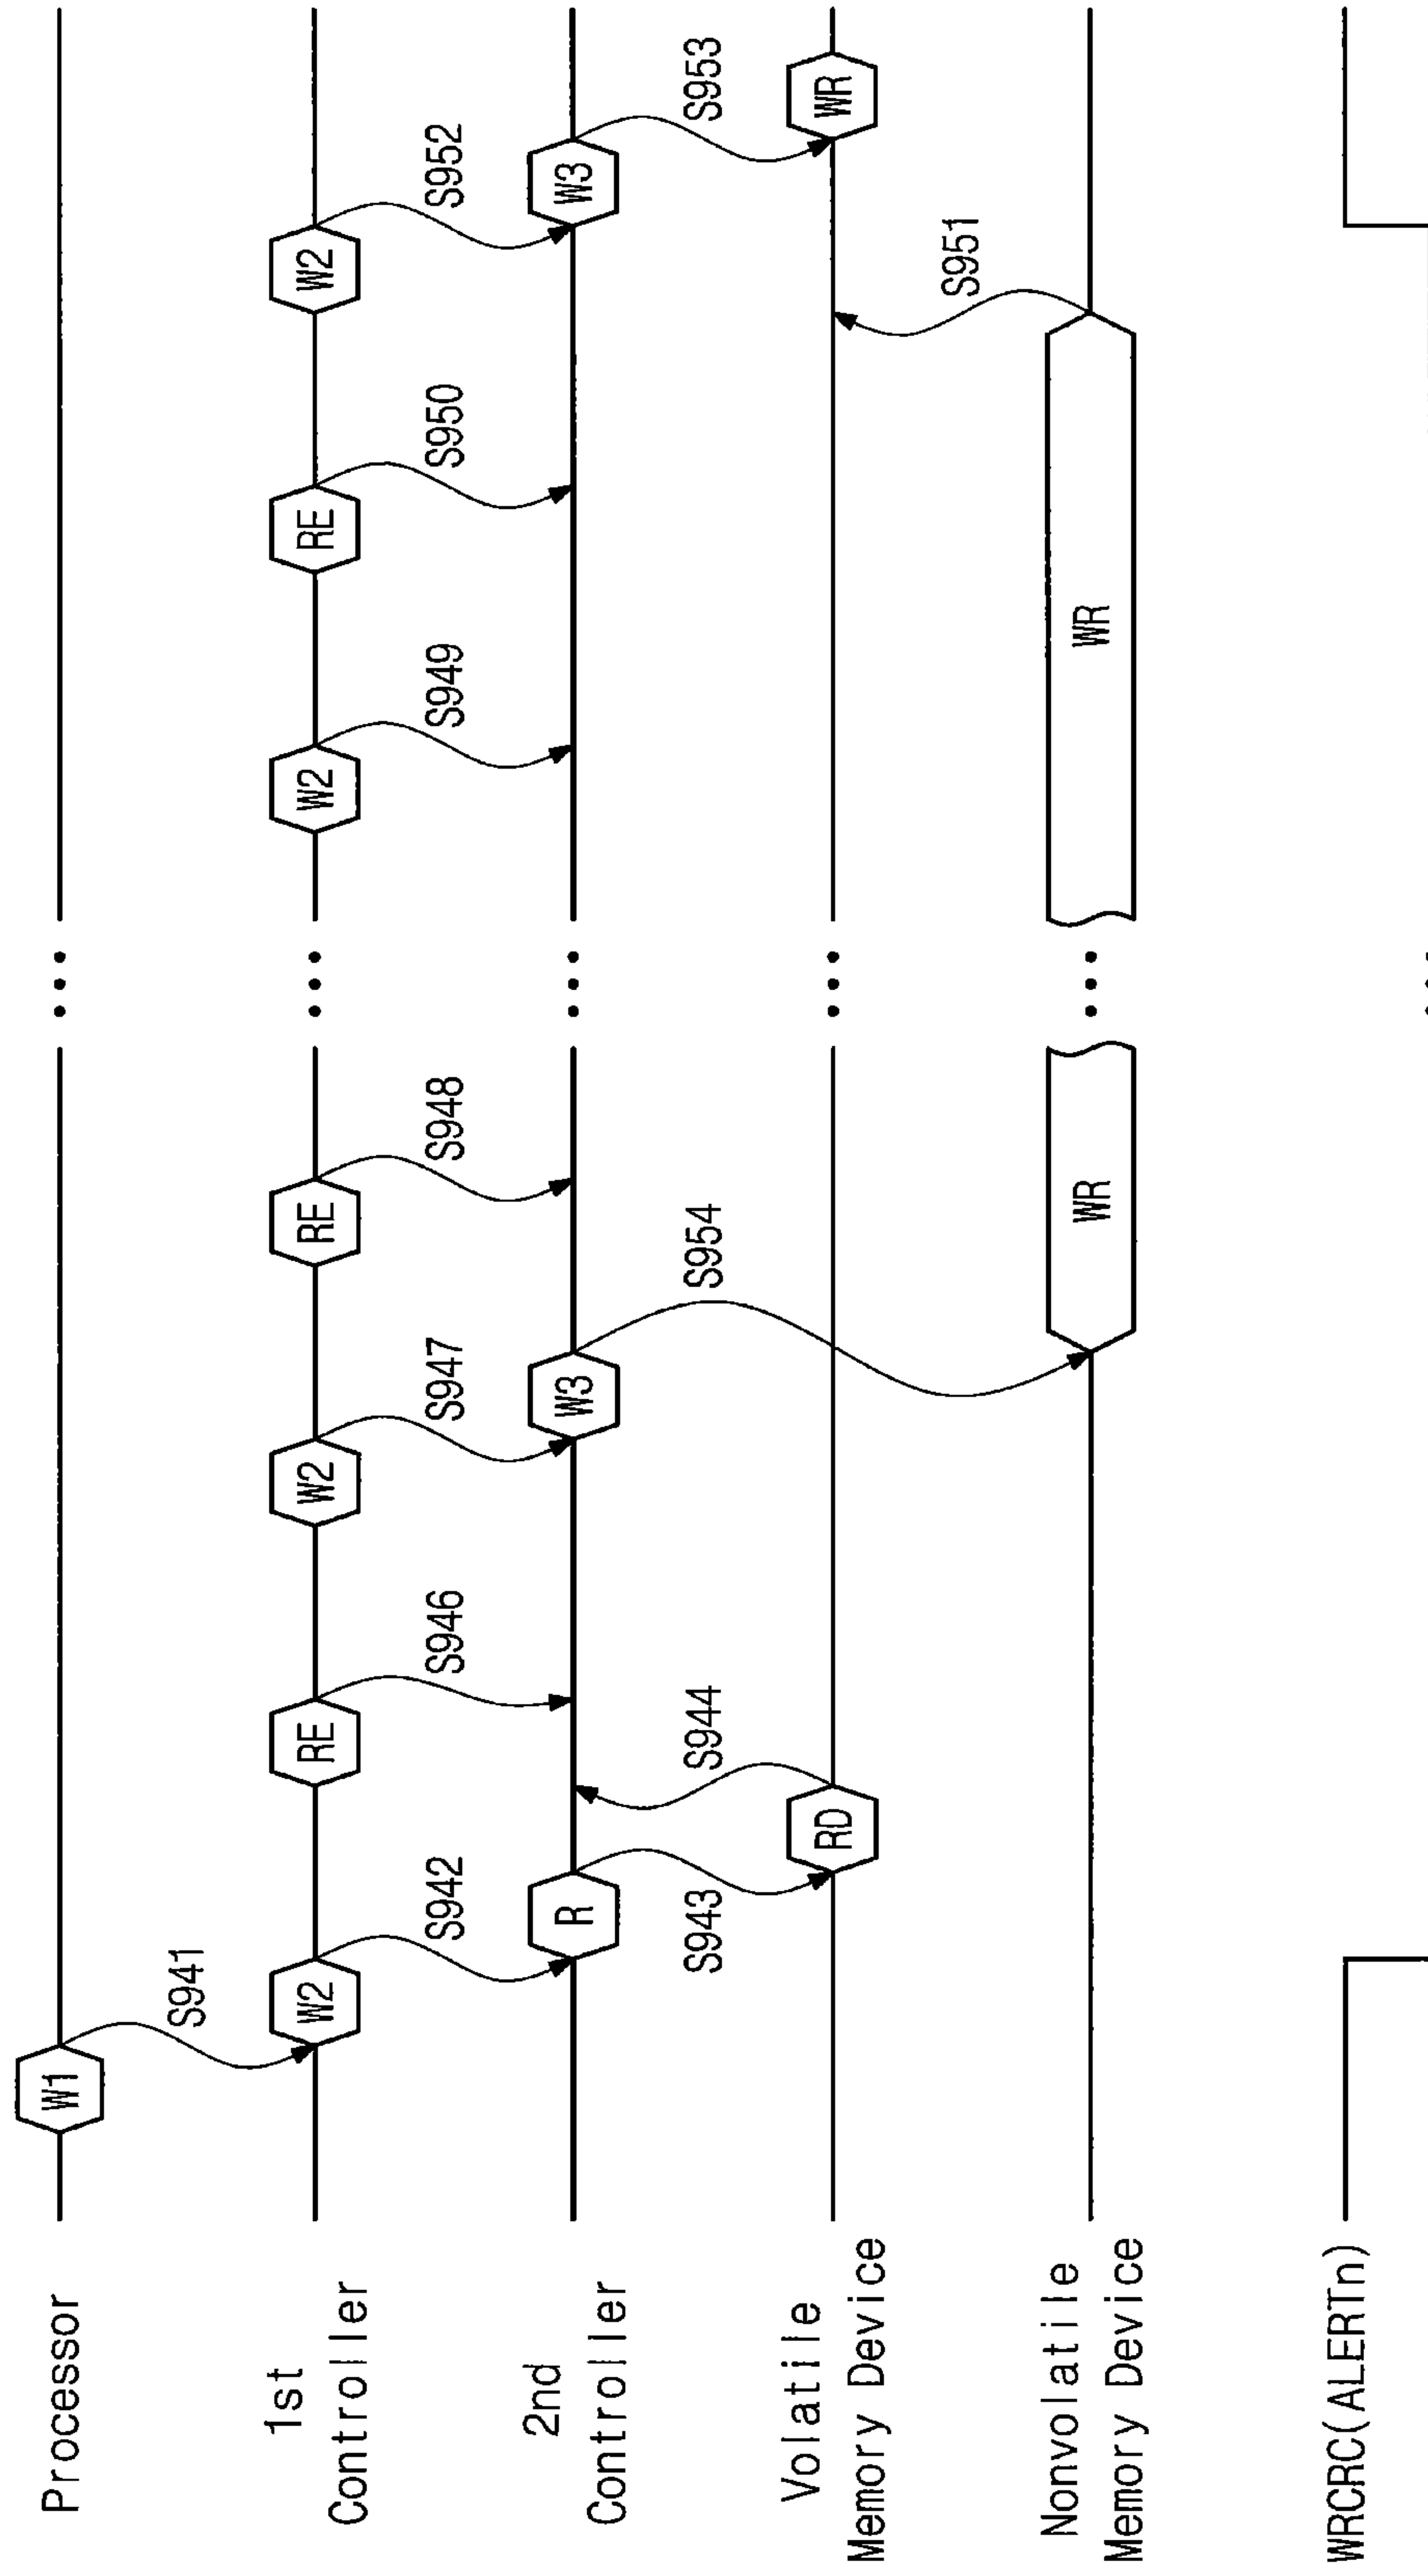 Processor
W1
S941
1st
Controller
W2
S942
RE
S946
W2
S947
RE
S948
W2
S949
RE
S950
W2
S952
2nd
Controller
R
S943
S944
W3
S954
W3
S953
Volatile
Memory Device
RD
WR
S951
Nonvolatile
Memory Device
WR
WR
WRCRC(ALERTn)